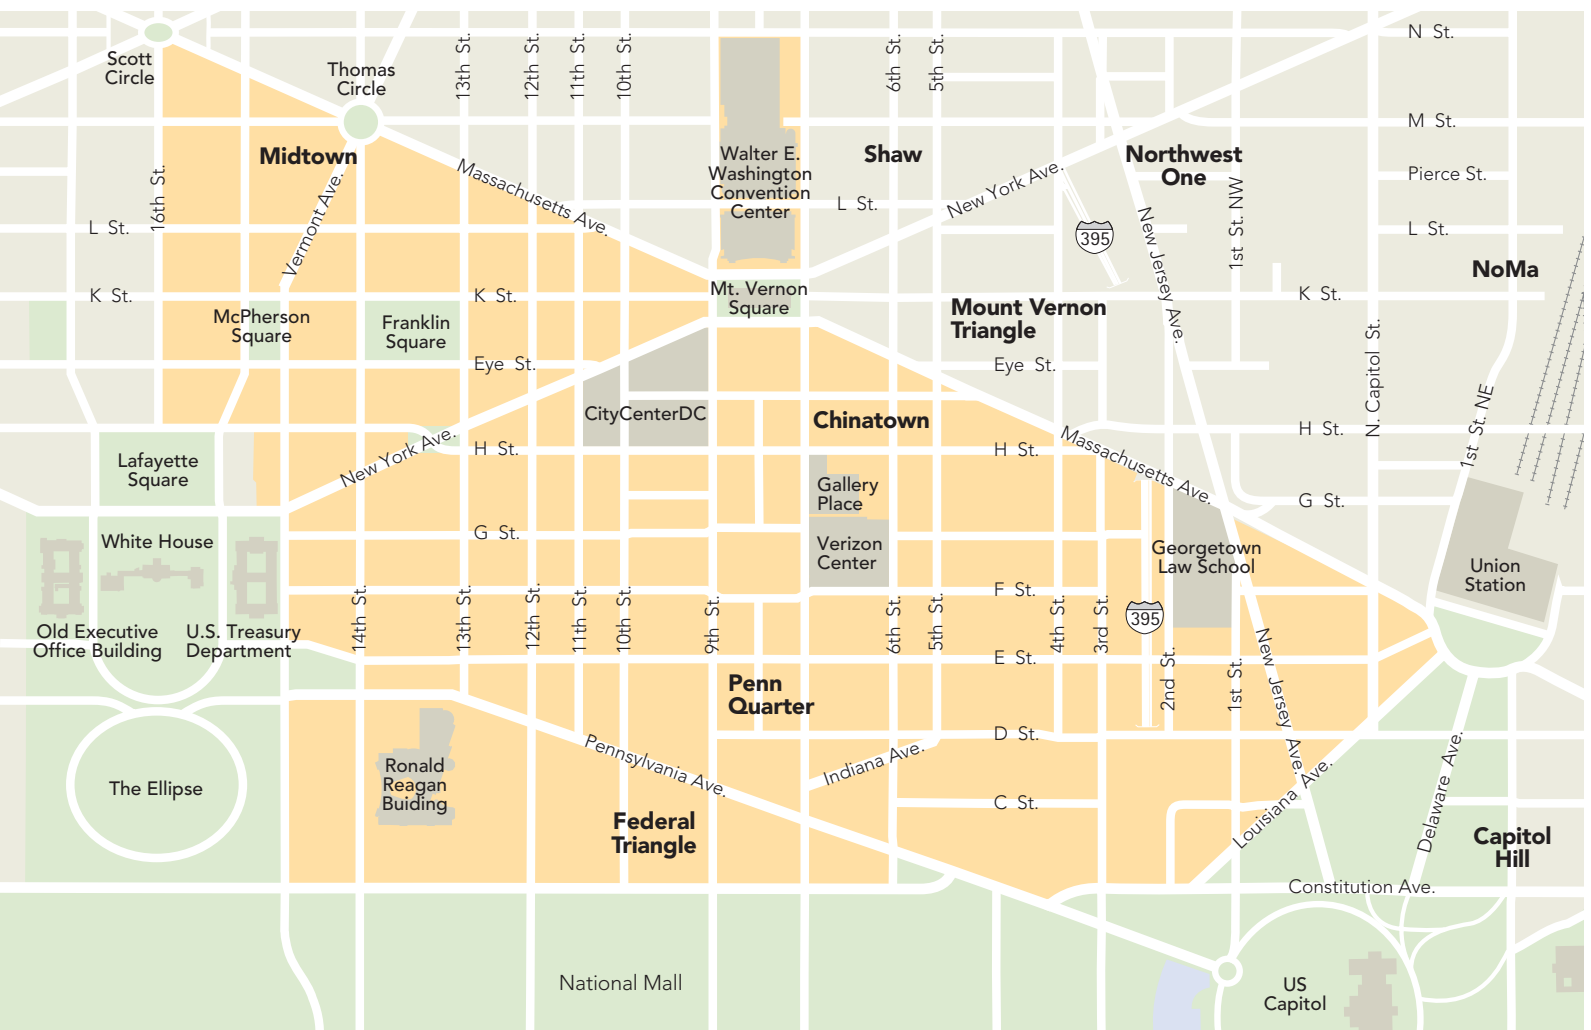 N St.
Scott
Circle
Thomas
Circle
13th St.
12th St.
11th St.
10th St.
6th St.
5th St.
M St.
Midtown
Walter E.
Washington
Convention
Center
Shaw
Northwest
One
Pierce St.
16th St.
Vermont Ave.
Massachusetts Ave.
L St.
New York Ave.
395
New Jersey Ave.
1st St. NW
L St.
L St.
NoMa
K St.
K St.
Mt. Vernon
Square
K St.
McPherson
Square
Franklin
Square
Mount Vernon
Triangle
Eye St.
Eye St.
N. Capitol St.
1st St. NE
CityCenterDC
Chinatown
H St.
New York Ave.
H St.
H St.
Massachusetts Ave.
Lafayette
Square
Gallery
Place
G St.
White House
G St.
Verizon
Center
Georgetown
Law School
Union
Station
F St.
14th St.
13th St.
12th St.
11th St.
10th St.
9th St.
6th St.
5th St.
4th St.
3rd St.
395
2nd St.
1st St.
New Jersey Ave.
Old Executive
Office Building
U.S. Treasury
Department
E St.
Penn
Quarter
D St.
Pennsylvania Ave.
Indiana Ave.
Ronald
Reagan
Buiding
The Ellipse
C St.
Louisiana Ave.
Delaware Ave.
Federal
Triangle
Capitol
Hill
Constitution Ave.
National Mall
US
Capitol